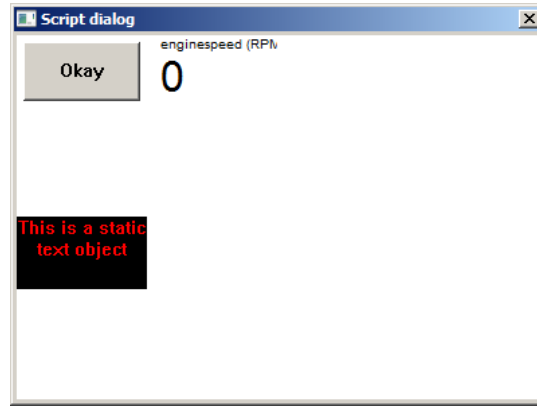 Script dialog
Okay
enginespeed (RPM
0
This is a static
text object